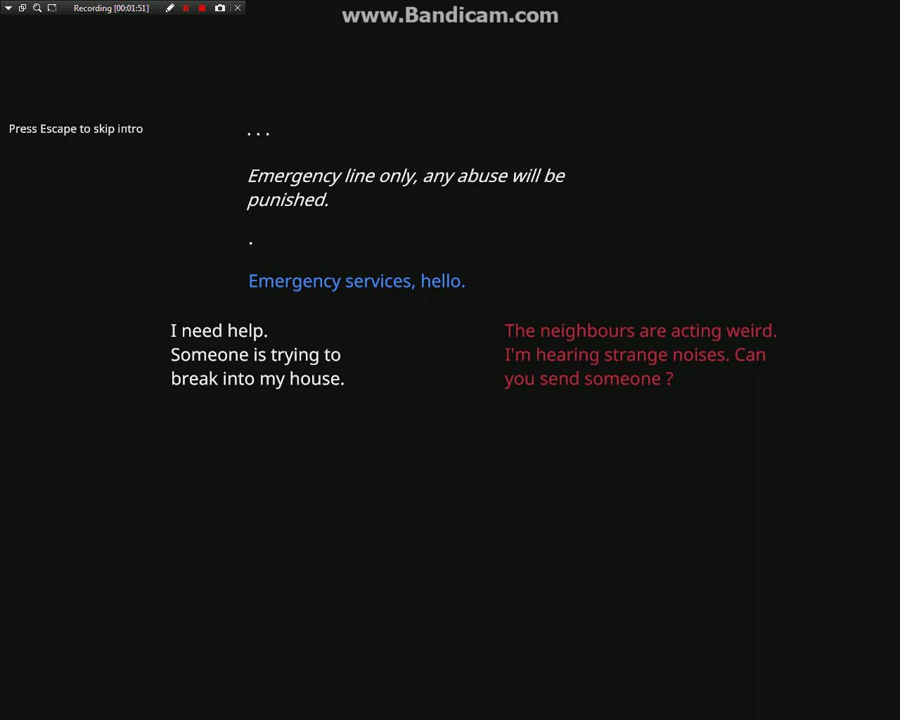 Recording [00:01:51]
www.Bandicam.com
Press Escape to skip intro
. . .
Emergency line only, any abuse will be
punished.
.
Emergency services, hello.
I need help.
Someone is trying to
break into my house.
The neighbours are acting weird.
I'm hearing strange noises. Can
you send someone ?